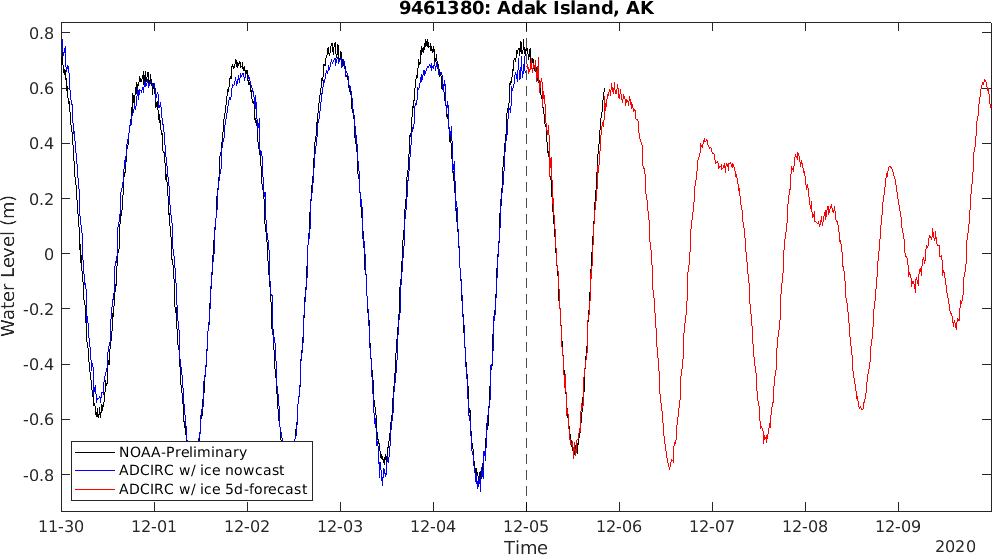 9461380: Adak Island, AK
Water Level (m)
0.8
0.6
0.4
0.2
0
-0.2
-0.4
-0.6
-0.8
NOAA-Preliminary
ADCIRC w/ ice nowcast
ADCIRC w/ ice 5d-forecast
11-30 12-01 12-02 12-03 12-04 12-05 12-06 12-07 12-08 12-09
Time
2020